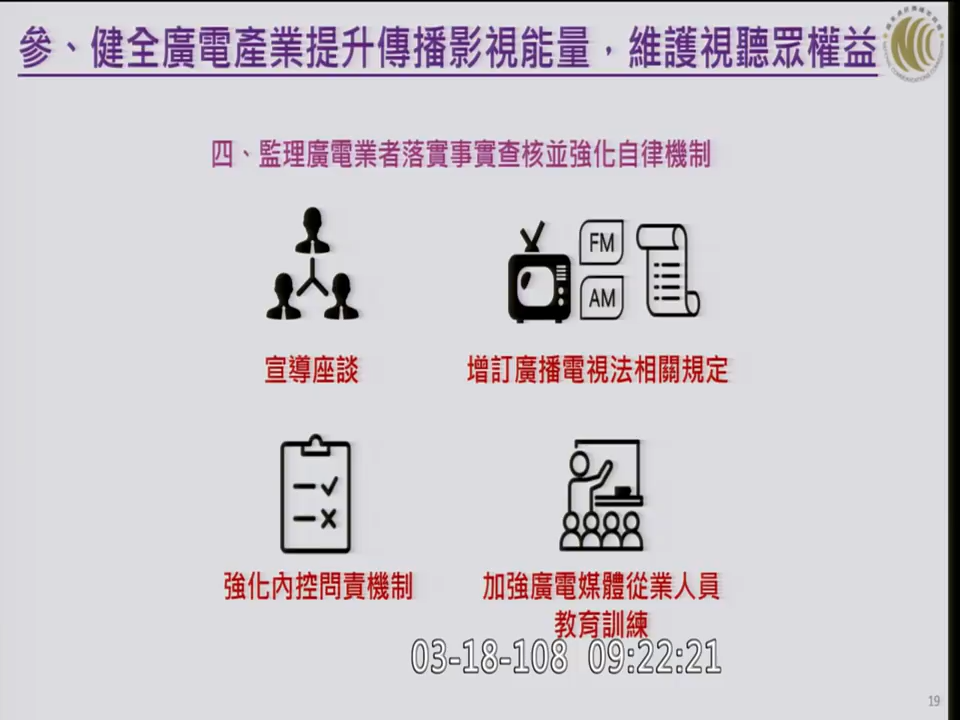 參、健全廣電產業提升傳播影視能量，維護視聽眾權益
NCC
四、監理廣電業者落實事實查核並強化自律機制
FM
AM
宣導座談
增訂廣播電視法相關規定
強化內控問責機制
加強廣電媒體從業人員
教育訓練
03-18-108 09:22:21
19